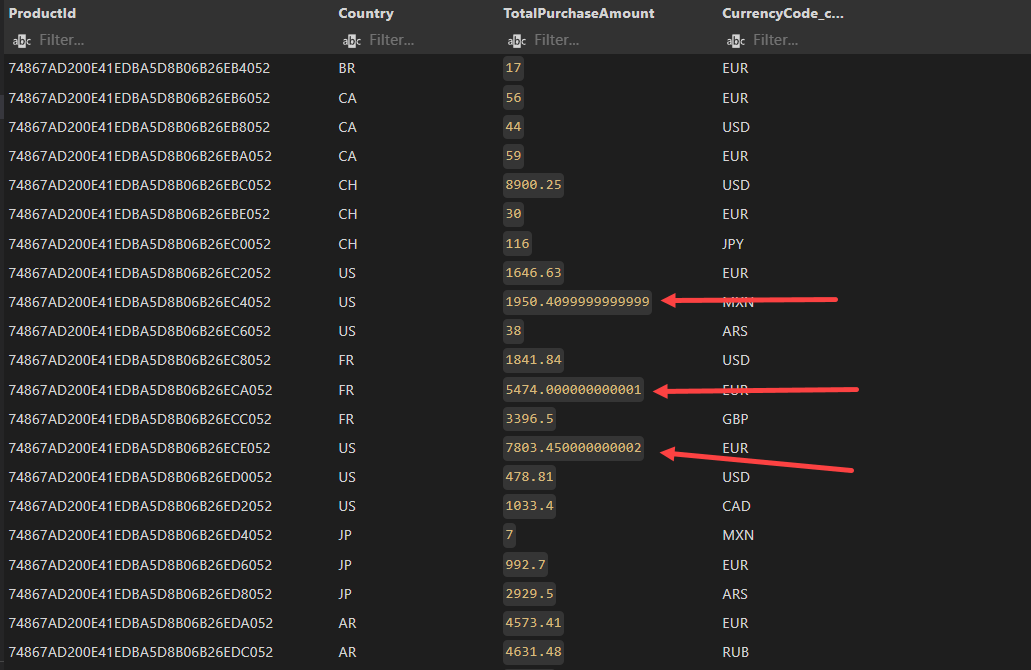 ProductId Country TotalPurchaseAmount CurrencyCode_c...
abc Filter... abc Filter... abc Filter... abc Filter...
74867AD200E41EDBA5D8B06B26EB4052 BR 17 EUR
74867AD200E41EDBA5D8B06B26EB6052 CA 56 EUR
74867AD200E41EDBA5D8B06B26EB8052 CA 44 USD
74867AD200E41EDBA5D8B06B26EBA052 CA 59 EUR
74867AD200E41EDBA5D8B06B26EBC052 CH 8900.25 USD
74867AD200E41EDBA5D8B06B26EBE052 CH 30 EUR
74867AD200E41EDBA5D8B06B26EC0052 CH 116 JPY
74867AD200E41EDBA5D8B06B26EC2052 US 1646.63 EUR
74867AD200E41EDBA5D8B06B26EC4052 US 1950.4099999999999 MXN
74867AD200E41EDBA5D8B06B26EC6052 US 38 ARS
74867AD200E41EDBA5D8B06B26EC8052 FR 1841.84 USD
74867AD200E41EDBA5D8B06B26ECA052 FR 5474.000000000001 EUR
74867AD200E41EDBA5D8B06B26ECC052 FR 3396.5 GBP
74867AD200E41EDBA5D8B06B26ECE052 US 7803.450000000002 EUR
74867AD200E41EDBA5D8B06B26ED0052 US 478.81 USD
74867AD200E41EDBA5D8B06B26ED2052 US 1033.4 CAD
74867AD200E41EDBA5D8B06B26ED4052 JP 7 MXN
74867AD200E41EDBA5D8B06B26ED6052 JP 992.7 EUR
74867AD200E41EDBA5D8B06B26ED8052 JP 2929.5 ARS
74867AD200E41EDBA5D8B06B26EDA052 AR 4573.41 EUR
74867AD200E41EDBA5D8B06B26EDC052 AR 4631.48 RUB